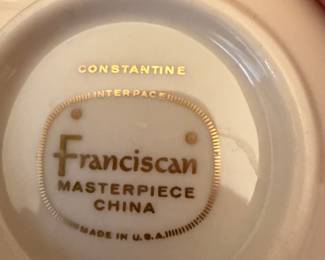 CONSTANTINE
INTERPACE
Franciscan
MASTERPIECE
CHINA
MADE IN U.S.A.